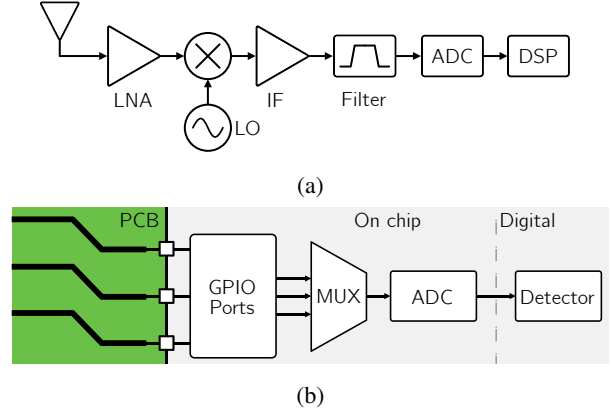 LNA
IF
Filter
ADC
DSP
LO
(a)
PCB
On chip
Digital
GPIO
Ports
MUX
ADC
Detector
(b)